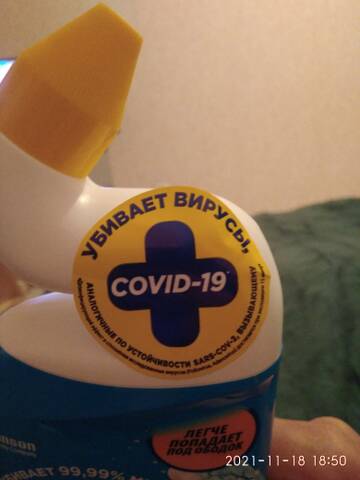 УБИВАЕТ ВИРУСЫ,
COVID-19
АНАЛОГИЧНЫЕ ПО УСТОЙЧИВОСТИ SARS-COV-2, ВЫЗЫВАЮЩЕМУ
ЛЕГЧЕ
ПОПАДАЕТ
ПОД ОБОДОК
99,99%
2021-11-18 18:50